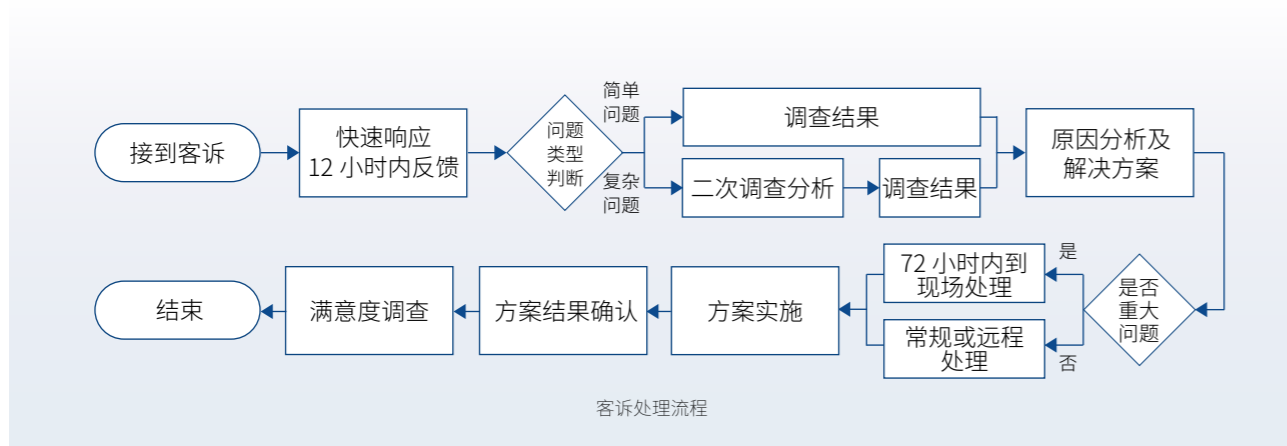 接到客诉
快速响应
12 小时内反馈
问题
类型
判断
简单
问题
复杂
问题
调查结果
二次调查分析
调查结果
原因分析及
解决方案
是否
重大
问题
是
否
72 小时内到
现场处理
常规或远程
处理
方案实施
方案结果确认
满意度调查
结束
客诉处理流程